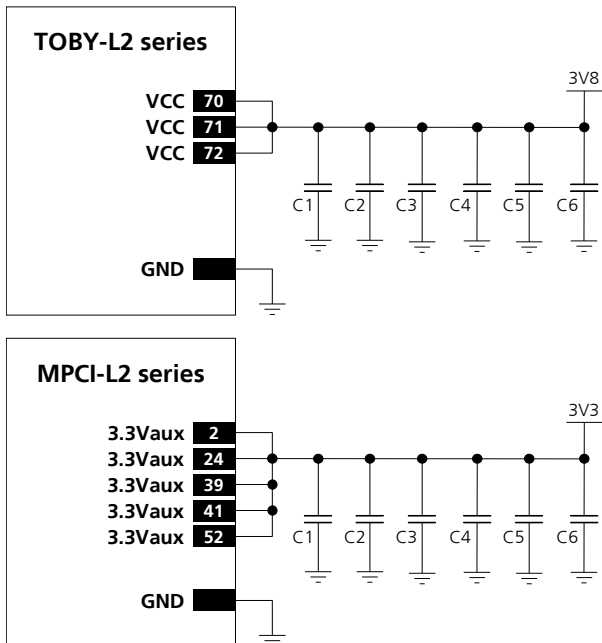 TOBY-L2 series
3V8
VCC 70
VCC 71
VCC 72
C1 C2 C3 C4 C5 C6
GND
MPCI-L2 series
3V3
3.3Vaux 2
3.3Vaux 24
3.3Vaux 39
3.3Vaux 41
3.3Vaux 52
C1 C2 C3 C4 C5 C6
GND